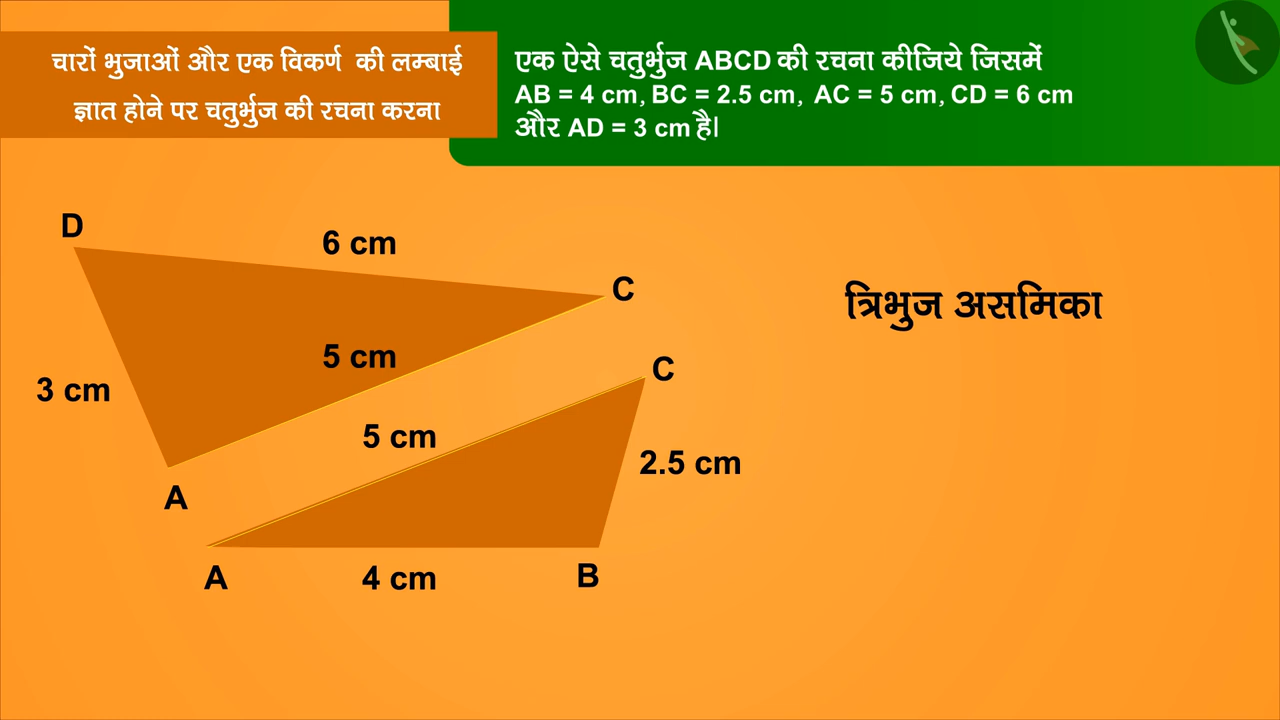 चारों भुजाओं और एक विकर्ण की लम्बाई
ज्ञात होने पर चतुर्भुज की रचना करना
एक ऐसे चतुर्भुज ABCD की रचना कीजिये जिसमें
AB = 4 cm, BC = 2.5 cm, AC = 5 cm, CD = 6 cm
और AD = 3 cm है।
D
6 cm
C
त्रिभुज असमिका
5 cm
3 cm
C
5 cm
2.5 cm
A
A
4 cm
B